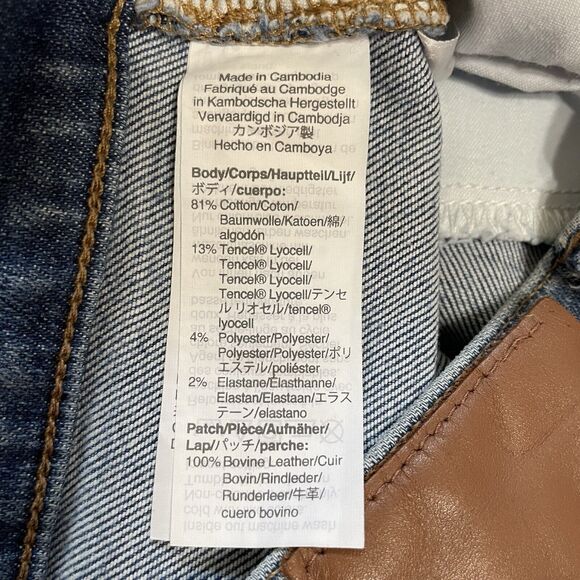 Made in Cambodia
Fabriqué au Cambodge
in Kambodscha Hergestellt
Vervaardigd in Cambodja
カンボジア製
Hecho en Camboya
Body/Corps/Hauptteil/Lijf/
ボディ/cuerpo:
81% Cotton/Coton/
Baumwolle/Katoen/綿/
algodón
13% Tencel® Lyocell/
Tencel® Lyocell/
Tencel® Lyocell/
Tencel® Lyocell/テンセ
ル リオセル/tencel®
lyocell
4% Polyester/Polyester/
Polyester/Polyester/ポリ
エステル/poliéster
2% Elastane/Élasthanne/
Elastan/Elastaan/エラス
テーン/elastano
Patch/Pièce/Aufnäher/
Lap/パッチ/parche:
100% Bovine Leather/Cuir
Bovin/Rindleder/
Runderleer/牛革/
cuero bovino